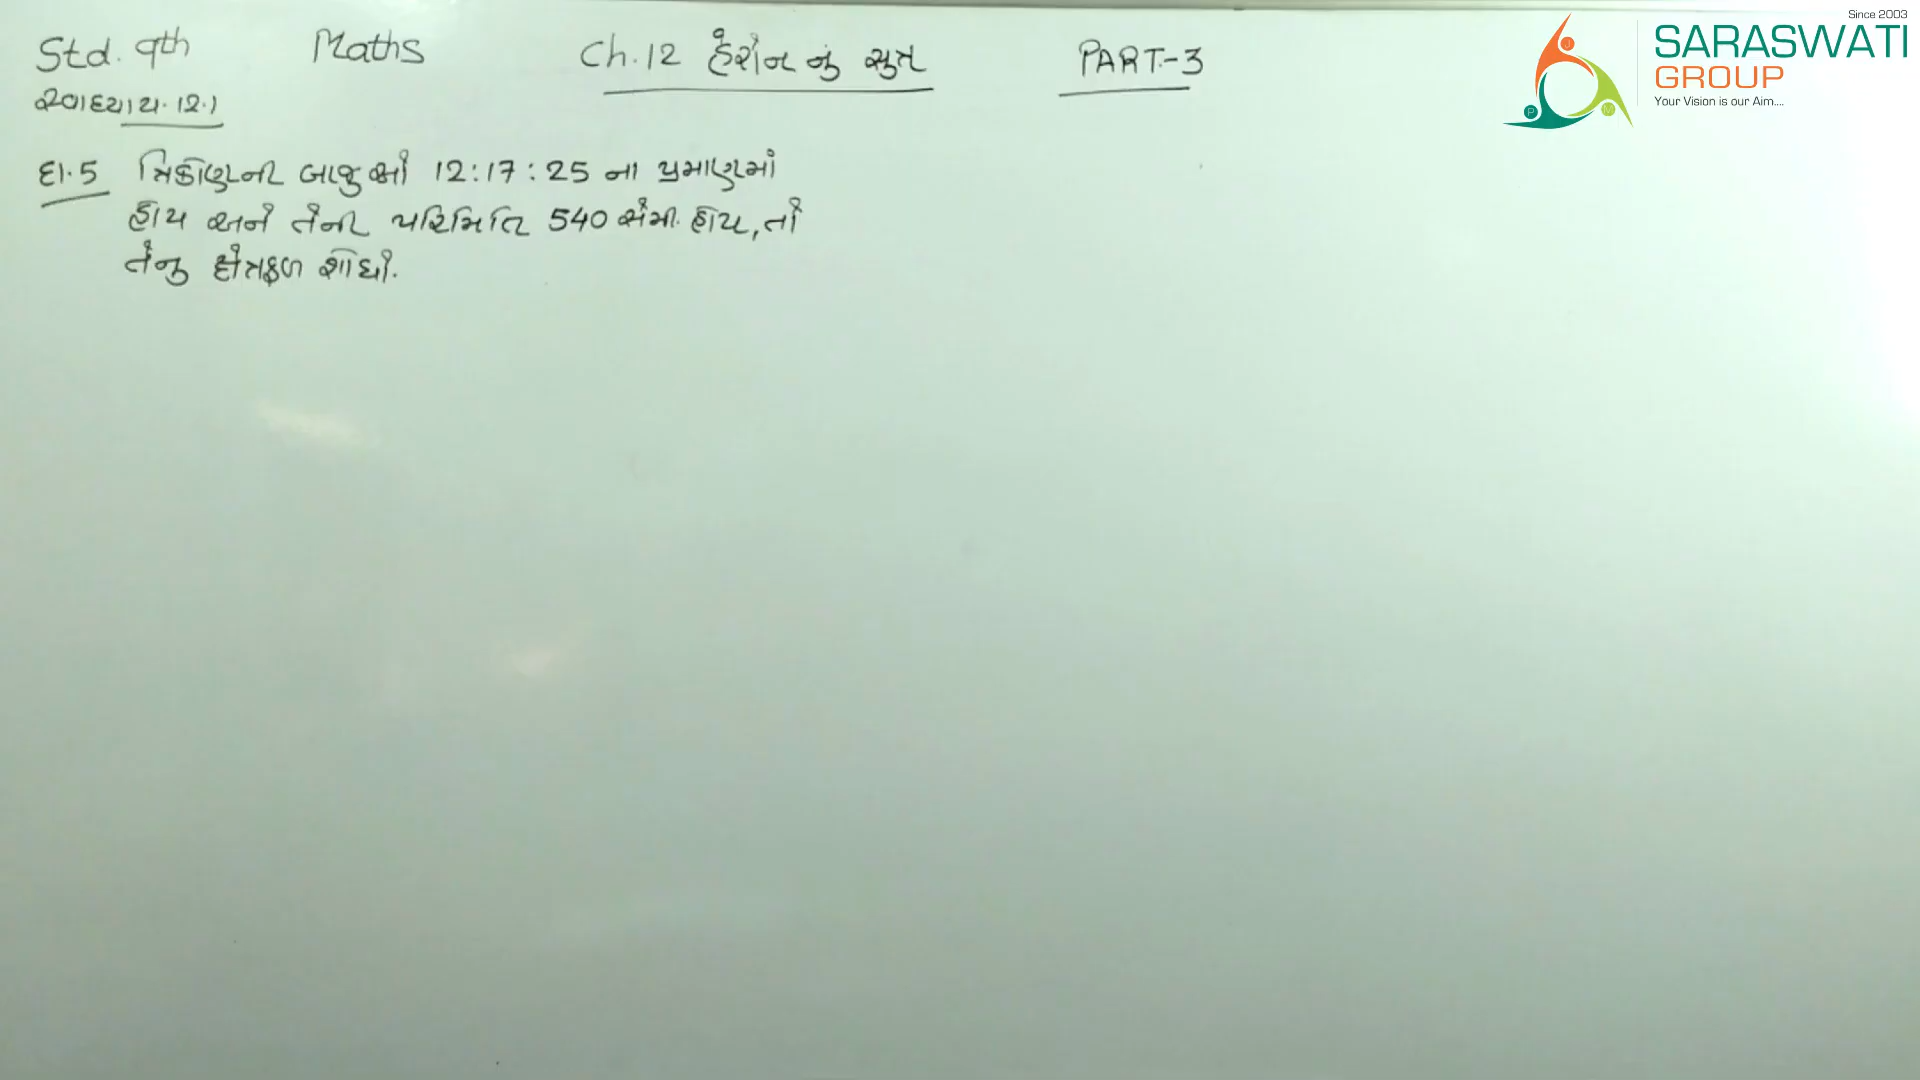 Std. 9th Maths Ch.12 હેરોન નું સુત્ર PART-3
સ્વાધ્યાય.12.1
દા.5 ત્રિકોણની બાજુઓ 12:17:25 ના પ્રમાણમાં
હોય અને તેની પરિમિતિ 540 સેમી. હોય, તો
તેનુ ક્ષેત્રફળ શોધો.
Since 2003
SARASWATI
GROUP
Your Vision is our Aim....
J
P
M